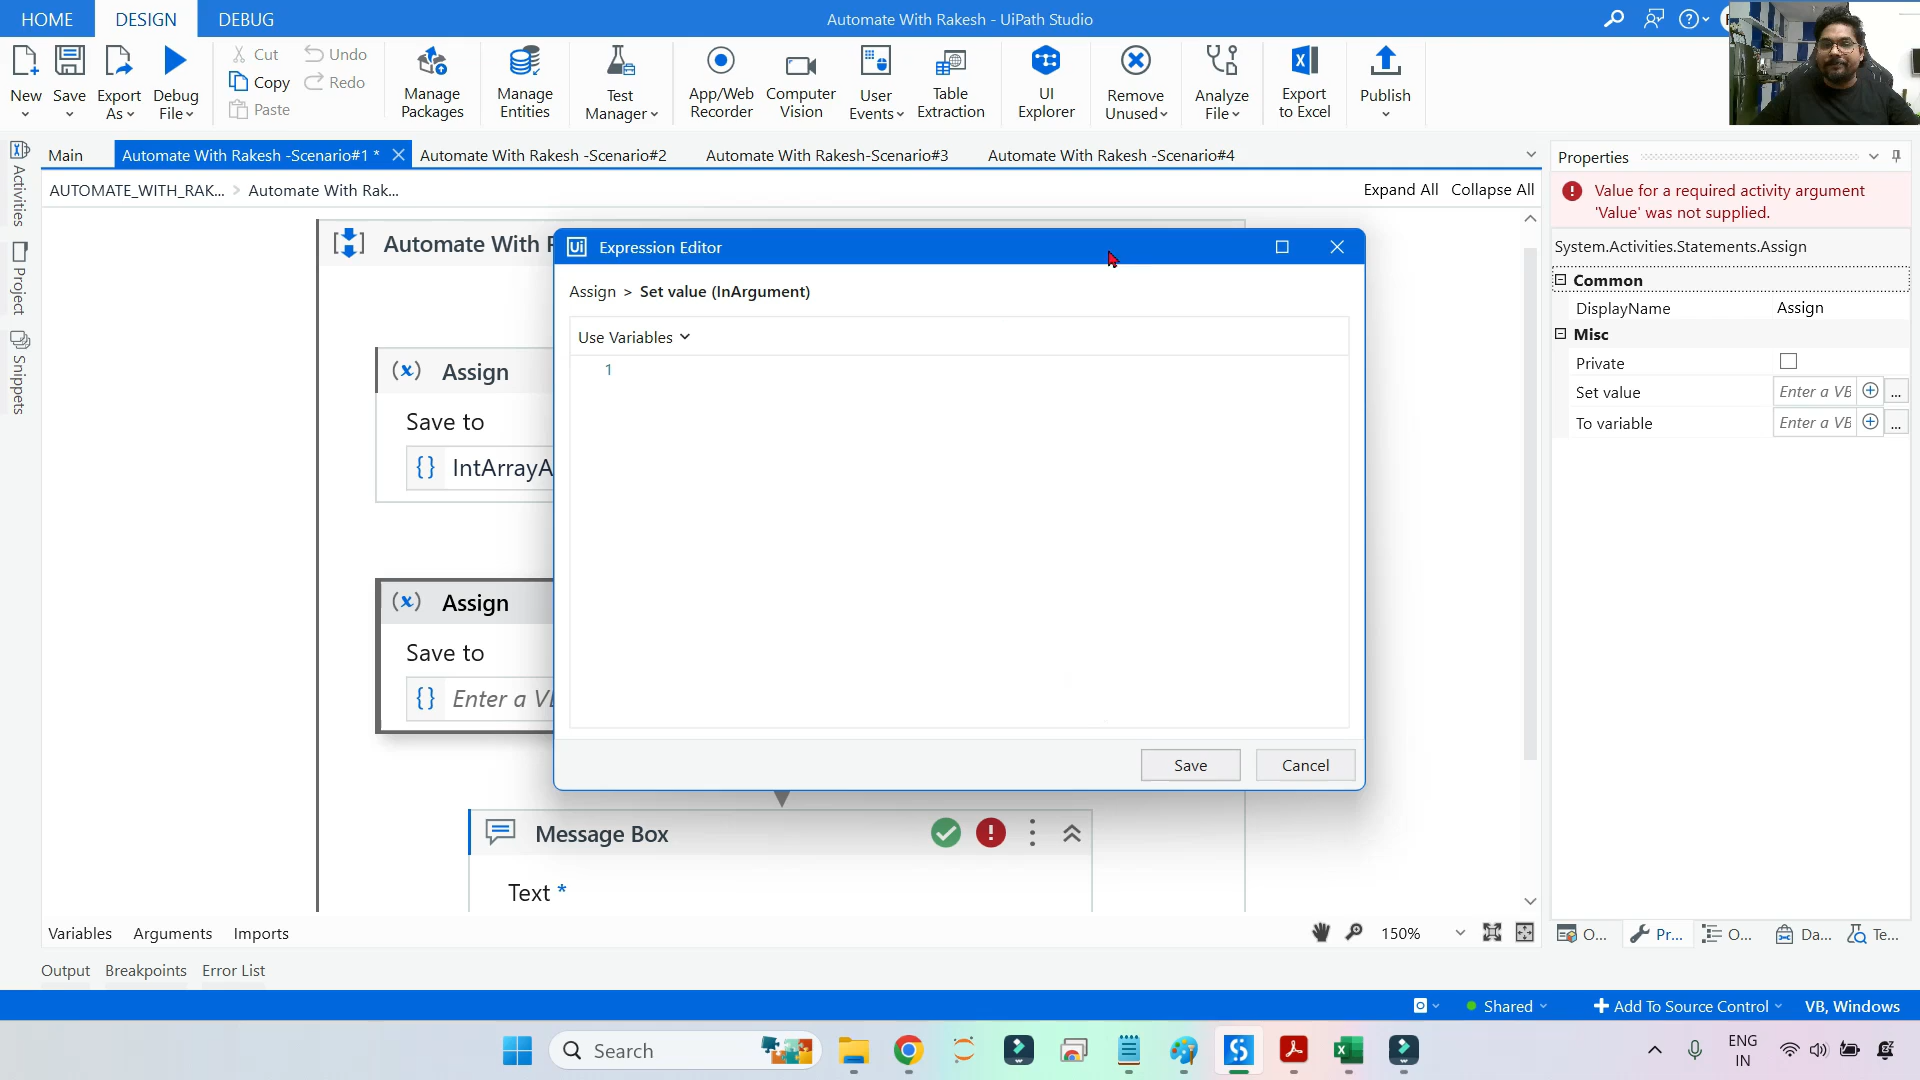 HOME
DESIGN
DEBUG
Automate With Rakesh - UiPath Studio
New
Save
Export As
Debug File
Cut
Copy
Paste
Undo
Redo
Manage Packages
Manage Entities
Test Manager
App/Web Recorder
Computer Vision
User Events
Table Extraction
UI Explorer
Remove Unused
Analyze File
Export to Excel
Publish
Main
Automate With Rakesh -Scenario#1 *
Automate With Rakesh -Scenario#2
Automate With Rakesh-Scenario#3
Automate With Rakesh -Scenario#4
Activities
Project
Snippets
AUTOMATE_WITH_RAK... > Automate With Rak...
Expand All
Collapse All
Automate With
Assign
Save to
IntArrayA
Assign
Save to
Enter a VB
Ui Expression Editor
Assign > Set value (InArgument)
Use Variables
1
Save
Cancel
Message Box
Text *
Properties
Value for a required activity argument
'Value' was not supplied.
System.Activities.Statements.Assign
Common
DisplayName Assign
Misc
Private
Set value Enter a VB ...
To variable Enter a VB ...
Variables
Arguments
Imports
150%
O...
Pr...
O...
Da...
Te...
Output
Breakpoints
Error List
Shared
Add To Source Control
VB, Windows
Search
ENG
IN